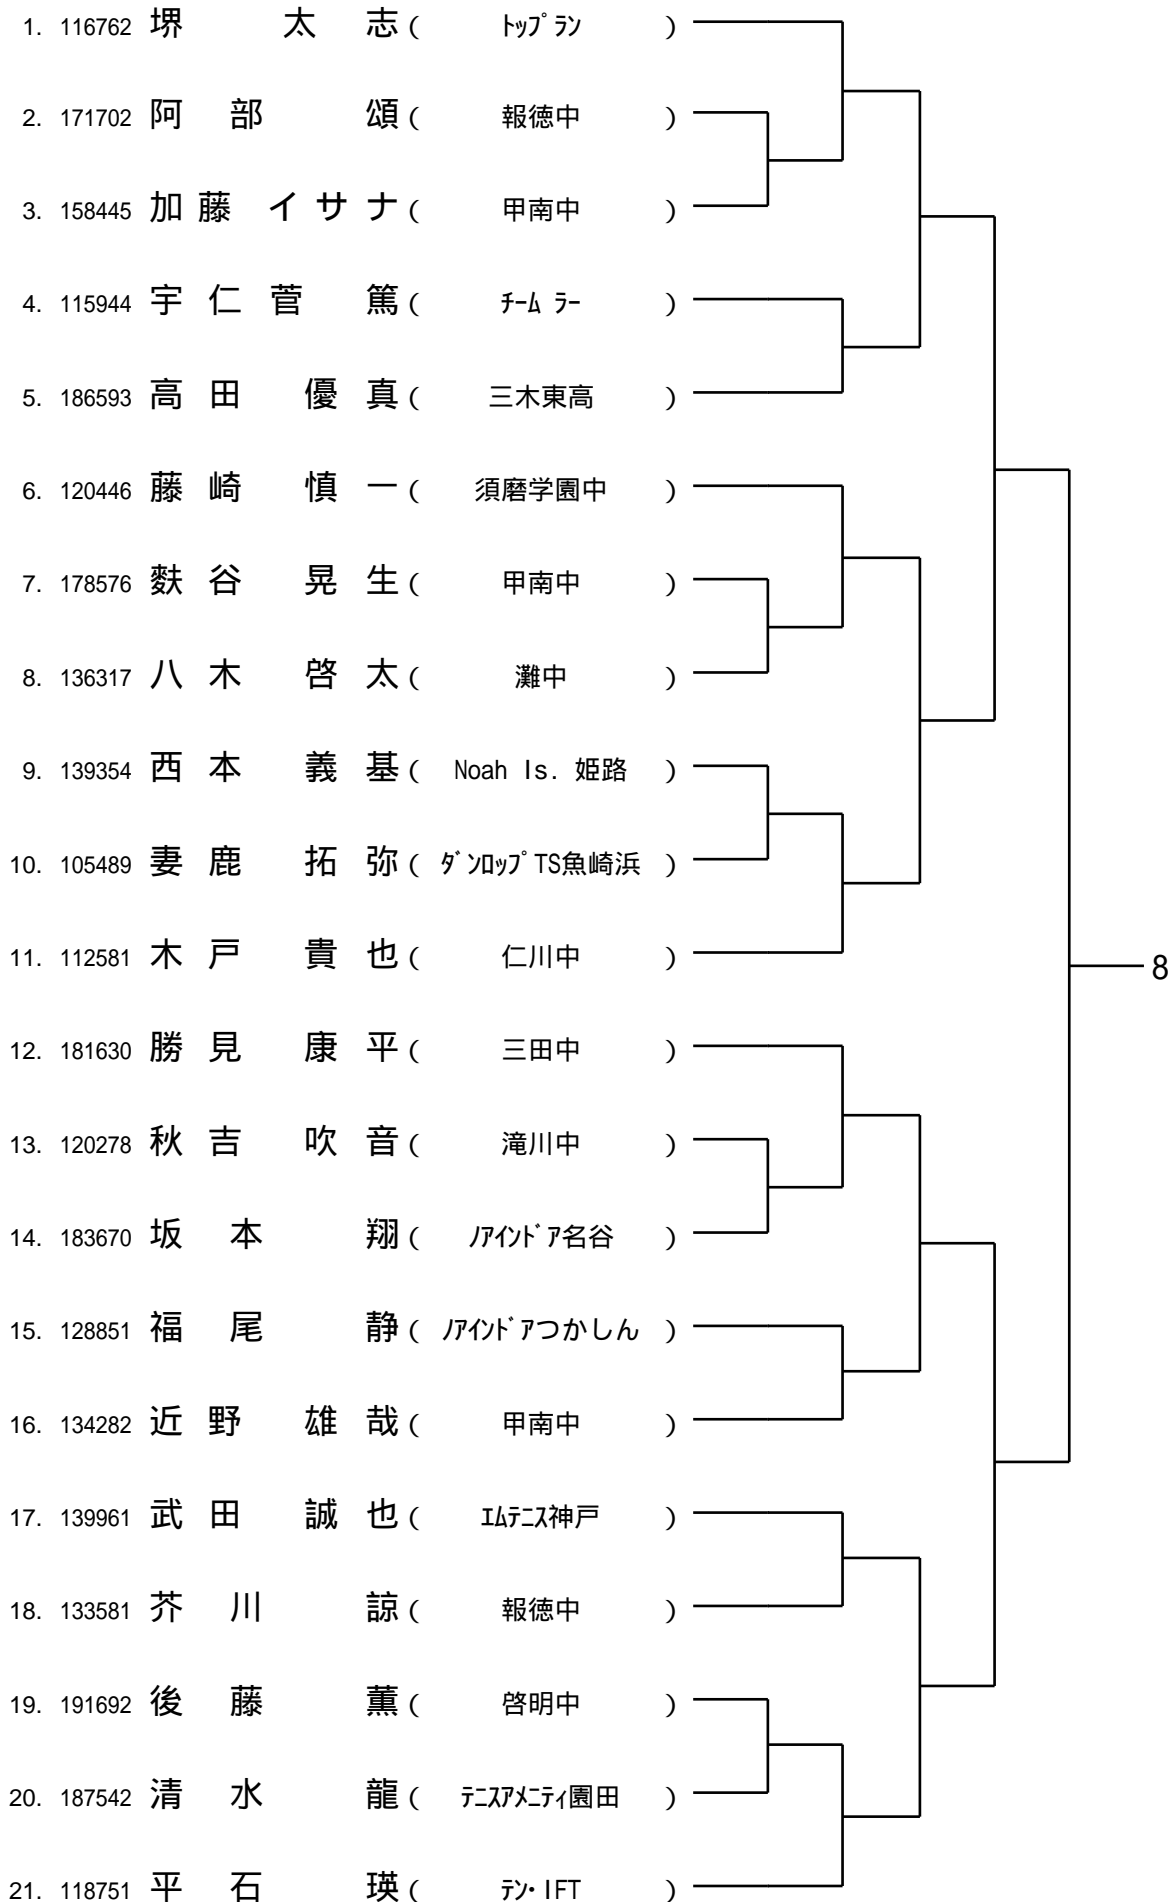 1. 116762 堺 太 志 ( トップラン )
2. 171702 阿 部 頌 ( 報徳中 )
3. 158445 加 藤 イ サ ナ ( 甲南中 )
4. 115944 宇 仁 菅 篤 ( チーム ラー )
5. 186593 高 田 優 真 ( 三木東高 )
6. 120446 藤 崎 慎 一 ( 須磨学園中 )
7. 178576 麩 谷 晃 生 ( 甲南中 )
8. 136317 八 木 啓 太 ( 灘中 )
9. 139354 西 本 義 基 ( Noah Is. 姫路 )
10. 105489 妻 鹿 拓 弥 ( ダンロップTS魚崎浜 )
11. 112581 木 戸 貴 也 ( 仁川中 )
8
12. 181630 勝 見 康 平 ( 三田中 )
13. 120278 秋 吉 吹 音 ( 滝川中 )
14. 183670 坂 本 翔 ( ノアインドア名谷 )
15. 128851 福 尾 静 ( ノアインドアつかしん )
16. 134282 近 野 雄 哉 ( 甲南中 )
17. 139961 武 田 誠 也 ( エムテニス神戸 )
18. 133581 芥 川 諒 ( 報徳中 )
19. 191692 後 藤 薫 ( 啓明中 )
20. 187542 清 水 龍 ( テニスアメニティ園田 )
21. 118751 平 石 瑛 ( テン･IFT )